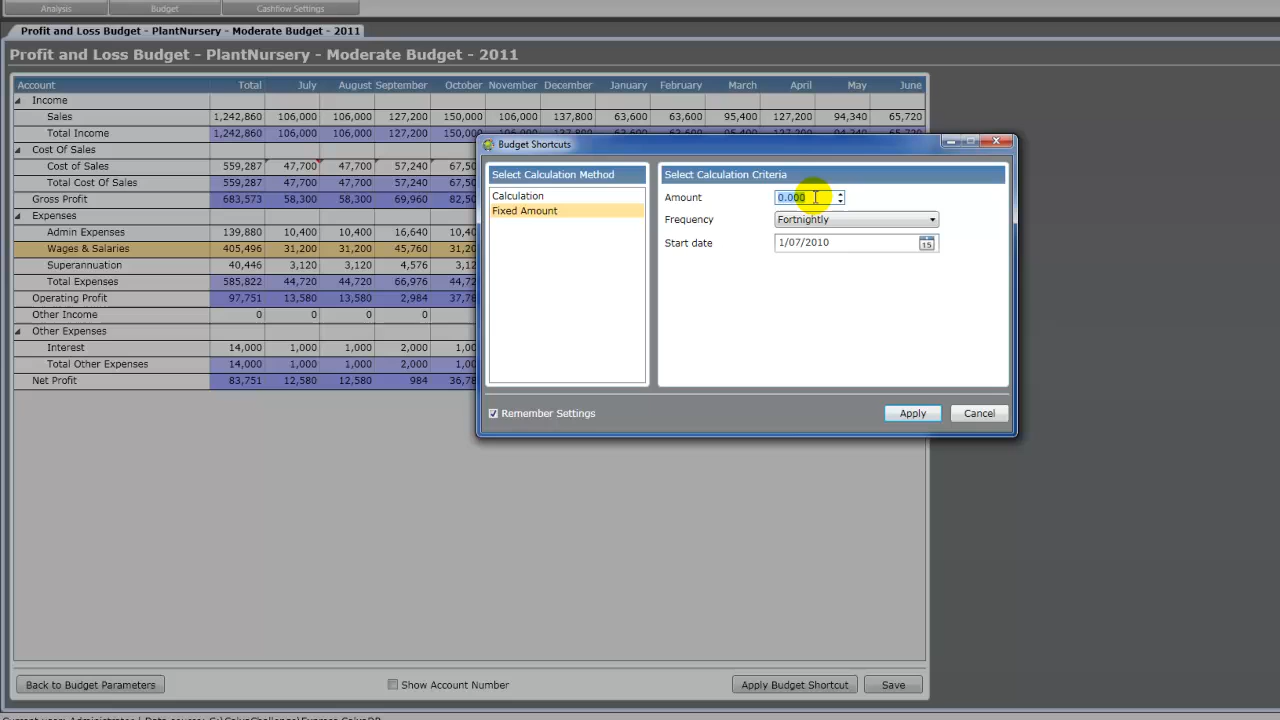 Analysis Budget Cashflow Settings
Profit and Loss Budget - PlantNursery - Moderate Budget - 2011
Profit and Loss Budget - PlantNursery - Moderate Budget - 2011
Account Total July August September October November December January February March April May June
Income
Sales 1,242,860 106,000 106,000 127,200 150,000 106,000 137,800 63,600 63,600 95,400 127,200 94,340 65,720
Total Income 1,242,860 106,000 106,000 127,200 150,000
Cost Of Sales
Cost of Sales 559,287 47,700 47,700 57,240
Total Cost Of Sales 559,287 47,700 47,700 57,240
Gross Profit 683,573 58,300 58,300 69,960
Expenses
Admin Expenses 139,880 10,400 10,400 16,640
Wages & Salaries 405,496 31,200 31,200 45,760
Superannuation 40,446 3,120 3,120 4,576
Total Expenses 585,822 44,720 44,720 66,976
Operating Profit 97,751 13,580 13,580 2,984
Other Income 0 0 0 0
Other Expenses
Interest 14,000 1,000 1,000 2,000
Total Other Expenses 14,000 1,000 1,000 2,000
Net Profit 83,751 12,580 12,580 984
Budget Shortcuts
Select Calculation Method
Calculation
Fixed Amount
Select Calculation Criteria
Amount 0.000
Frequency Fortnightly
Start date 1/07/2010 15
Remember Settings Apply Cancel
Back to Budget Parameters Show Account Number Apply Budget Shortcut Save